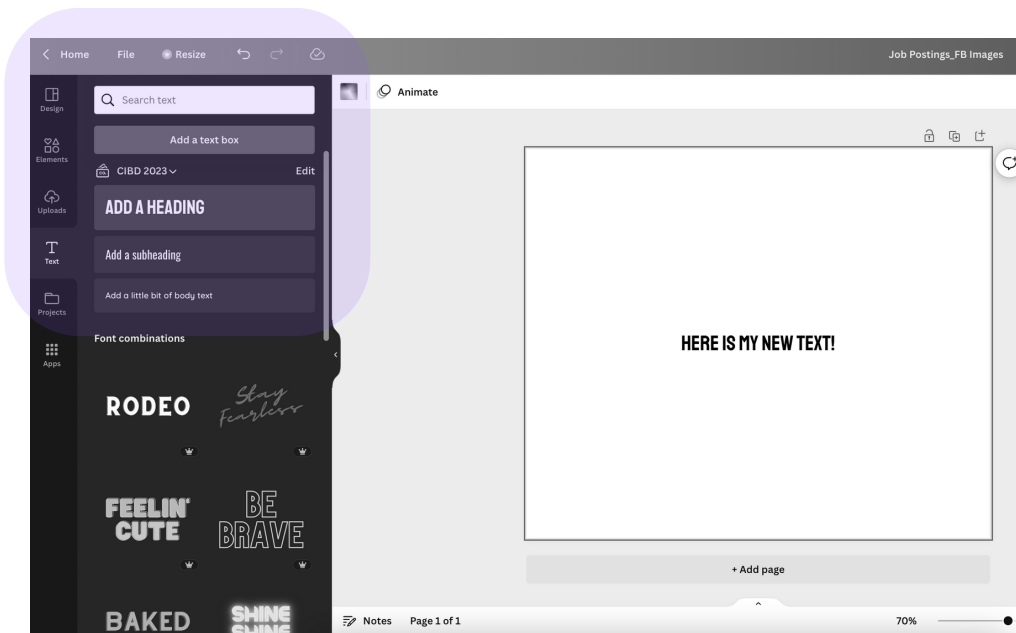 Home File Resize
Job Postings_FB Images
Design
Elements
Uploads
Text
Projects
Apps
Search text
Add a text box
CO.
CIBD 2023
Edit
ADD A HEADING
Add a subheading
Add a little bit of body text
Font combinations
RODEO
Stay
Fearless
FEELIN'
CUTE
BE
BRAVE
BAKED
SHINE
SHINE
Animate
HERE IS MY NEW TEXT!
+ Add page
Notes Page 1 of 1
70%